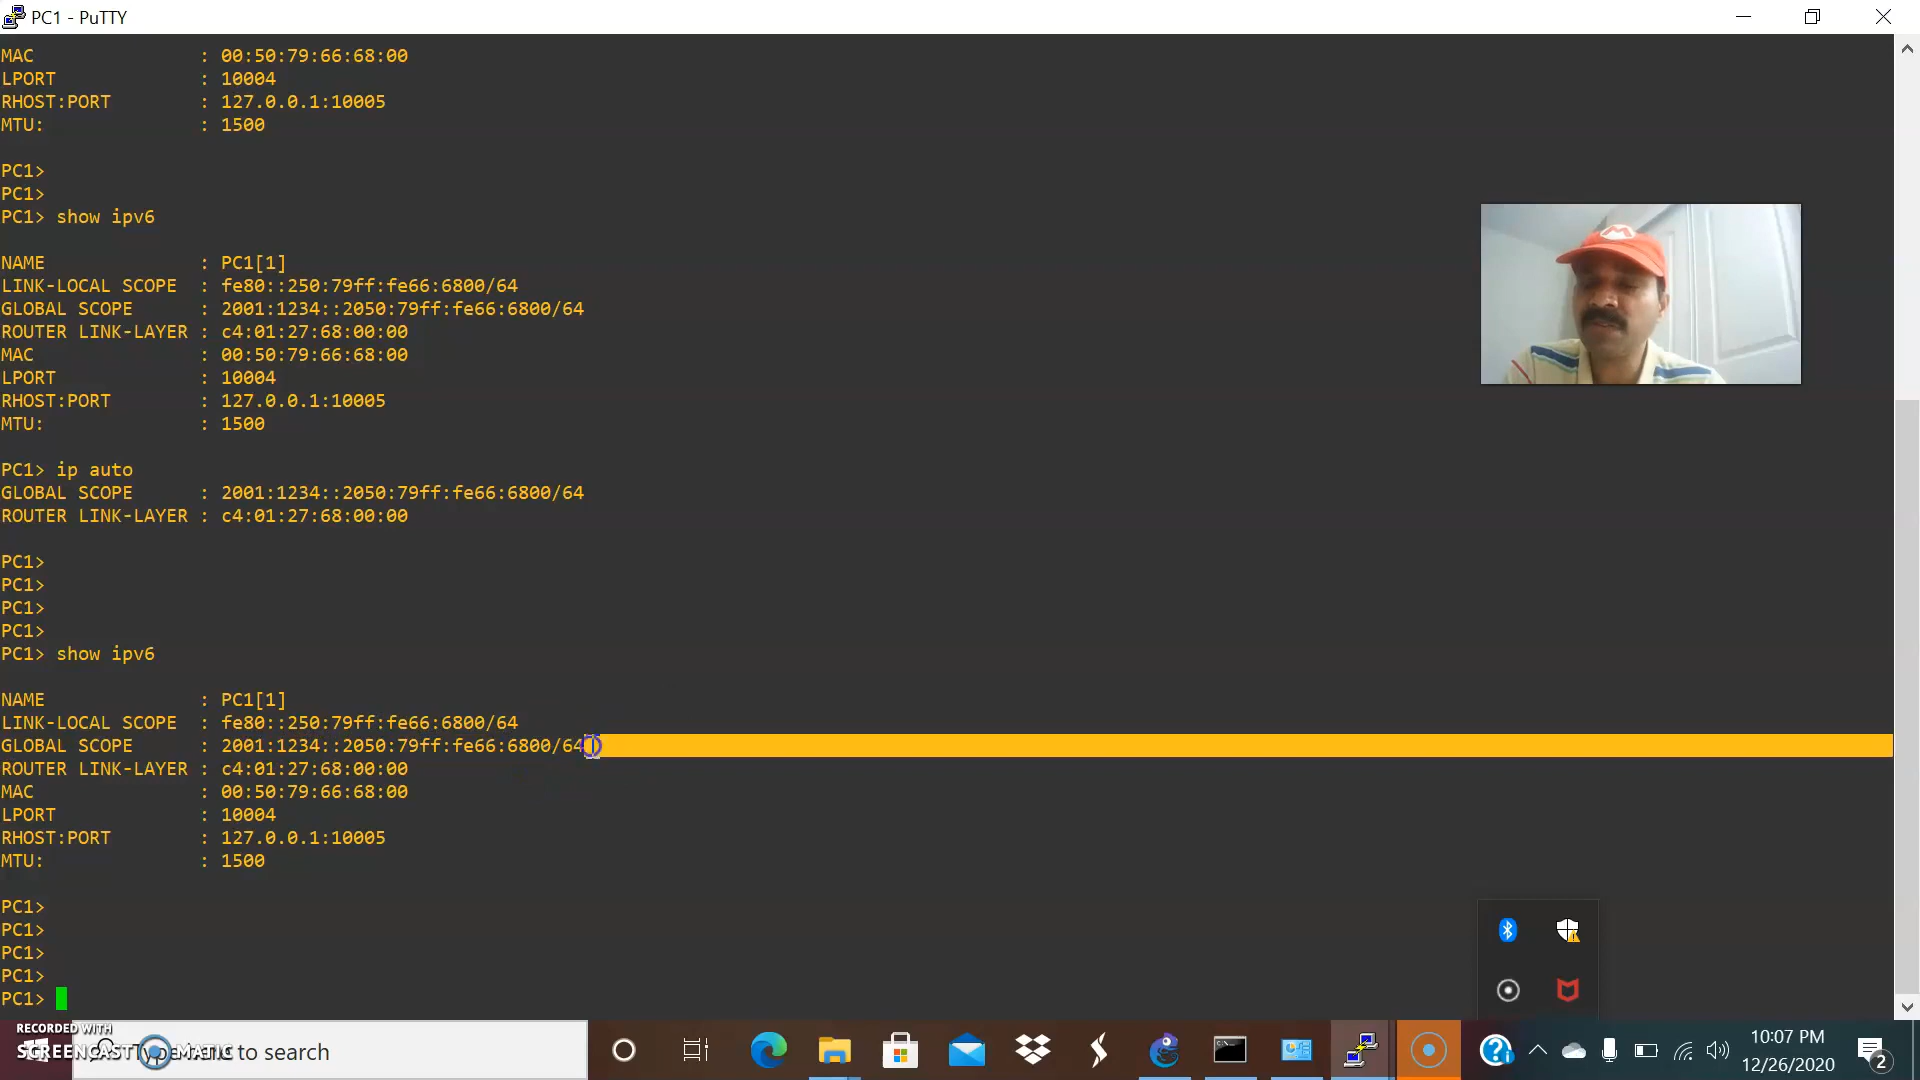 PC1 - PuTTY
MAC : 00:50:79:66:68:00
LPORT : 10004
RHOST:PORT : 127.0.0.1:10005
MTU: : 1500
PC1>
PC1>
PC1> show ipv6
NAME : PC1[1]
LINK-LOCAL SCOPE : fe80::250:79ff:fe66:6800/64
GLOBAL SCOPE : 2001:1234::2050:79ff:fe66:6800/64
ROUTER LINK-LAYER : c4:01:27:68:00:00
MAC : 00:50:79:66:68:00
LPORT : 10004
RHOST:PORT : 127.0.0.1:10005
MTU: : 1500
PC1> ip auto
GLOBAL SCOPE : 2001:1234::2050:79ff:fe66:6800/64
ROUTER LINK-LAYER : c4:01:27:68:00:00
PC1>
PC1>
PC1>
PC1>
PC1> show ipv6
NAME : PC1[1]
LINK-LOCAL SCOPE : fe80::250:79ff:fe66:6800/64
GLOBAL SCOPE : 2001:1234::2050:79ff:fe66:6800/64
ROUTER LINK-LAYER : c4:01:27:68:00:00
MAC : 00:50:79:66:68:00
LPORT : 10004
RHOST:PORT : 127.0.0.1:10005
MTU: : 1500
PC1>
PC1>
PC1>
PC1>
PC1>
RECORDED WITH
SCREENCAST MATIC
Type here to search
10:07 PM
12/26/2020
2
M